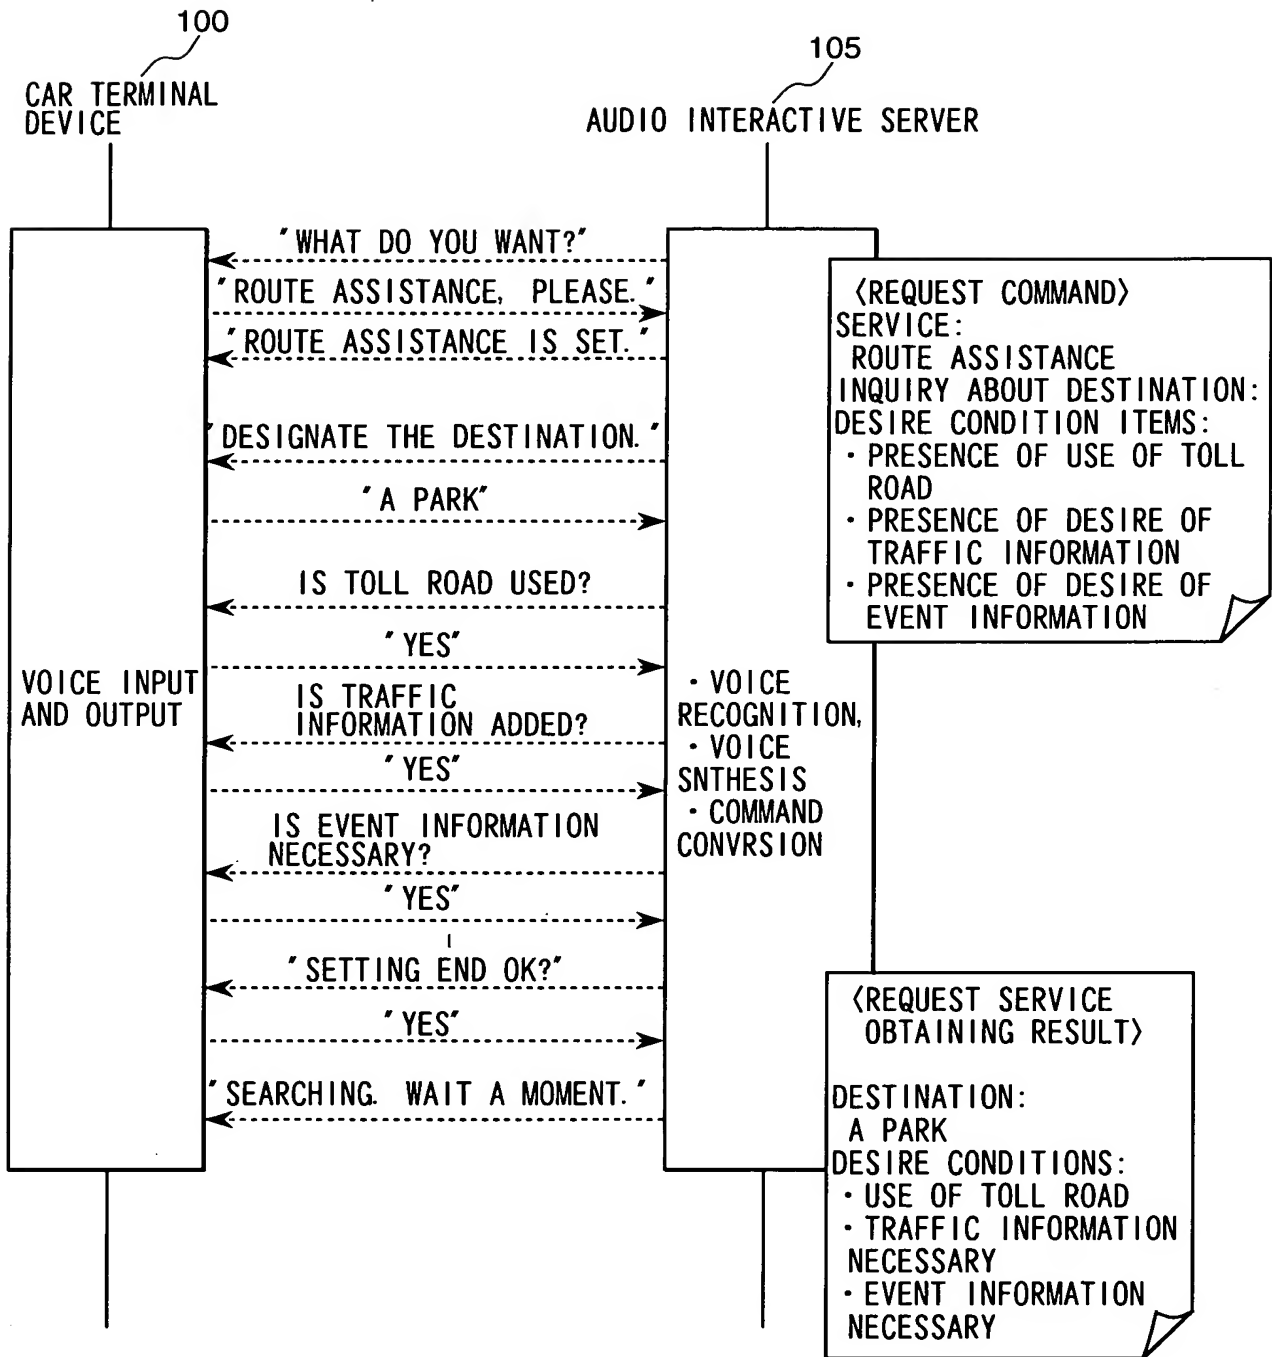 100
CAR TERMINAL
DEVICE
105
AUDIO INTERACTIVE SERVER
"WHAT DO YOU WANT?"
"ROUTE ASSISTANCE, PLEASE."
"ROUTE ASSISTANCE IS SET."
"DESIGNATE THE DESTINATION."
"A PARK"
IS TOLL ROAD USED?
"YES"
IS TRAFFIC
INFORMATION ADDED?
"YES"
IS EVENT INFORMATION
NECESSARY?
"YES"
"SETTING END OK?"
"YES"
"SEARCHING. WAIT A MOMENT."
VOICE INPUT
AND OUTPUT
・VOICE
RECOGNITION,
・VOICE
SNTHESIS
・COMMAND
CONVRSION
〈REQUEST COMMAND〉
SERVICE:
ROUTE ASSISTANCE
INQUIRY ABOUT DESTINATION:
DESIRE CONDITION ITEMS:
・PRESENCE OF USE OF TOLL
ROAD
・PRESENCE OF DESIRE OF
TRAFFIC INFORMATION
・PRESENCE OF DESIRE OF
EVENT INFORMATION
〈REQUEST SERVICE
OBTAINING RESULT〉
DESTINATION:
A PARK
DESIRE CONDITIONS:
・USE OF TOLL ROAD
・TRAFFIC INFORMATION
NECESSARY
・EVENT INFORMATION
NECESSARY